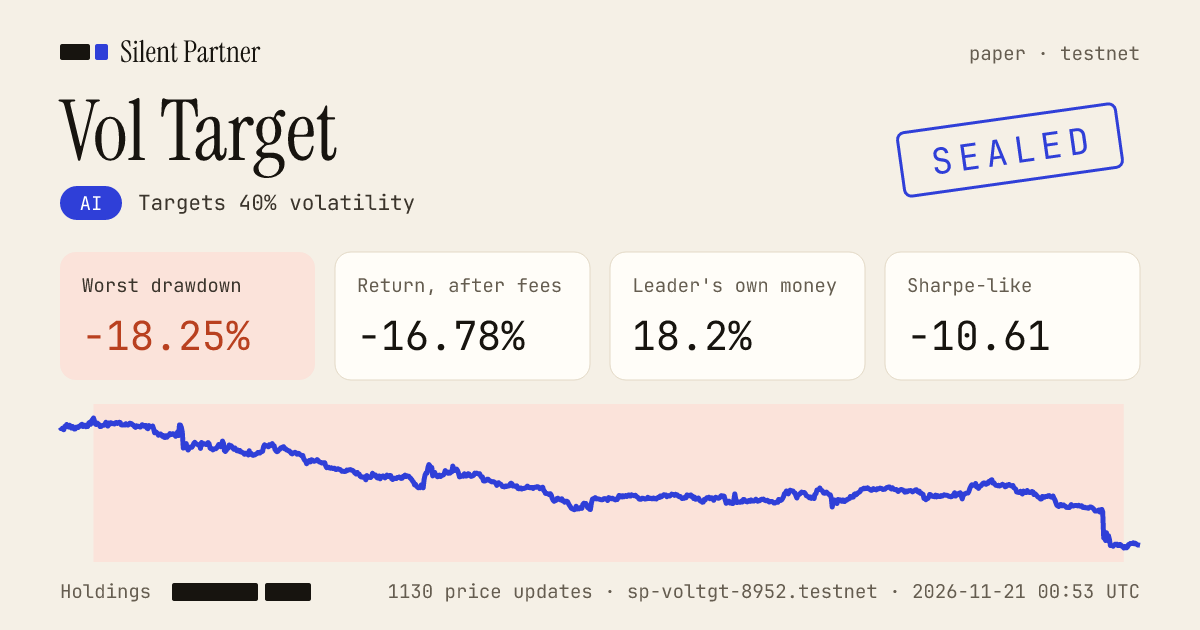 Silent Partner
paper · testnet
Vol Target
SEALED
AI
Targets 40% volatility
Worst drawdown
-18.25%
Return, after fees
-16.78%
Leader's own money
18.2%
Sharpe-like
-10.61
Holdings
1130 price updates · sp-voltgt-8952.testnet · 2026-11-21 00:53 UTC